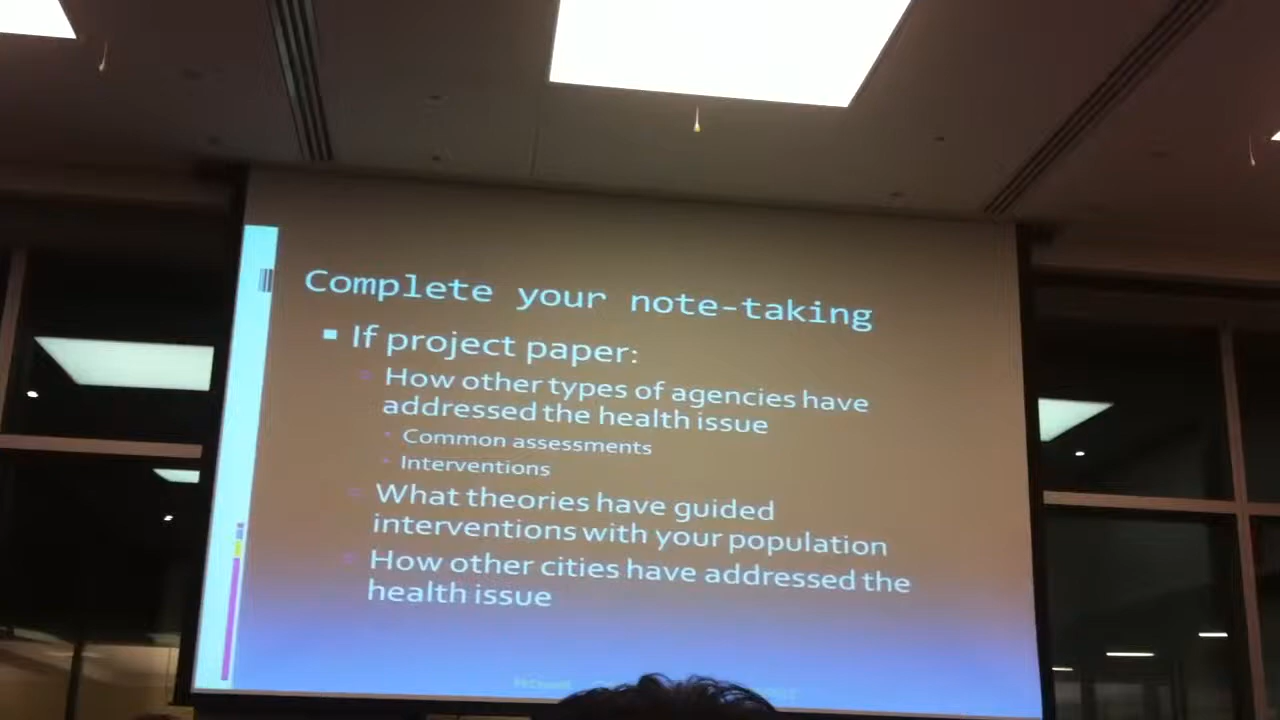 Complete your note-taking
If project paper:
How other types of agencies have
addressed the health issue
Common assessments
Interventions
What theories have guided
interventions with your population
How other cities have addressed the
health issue